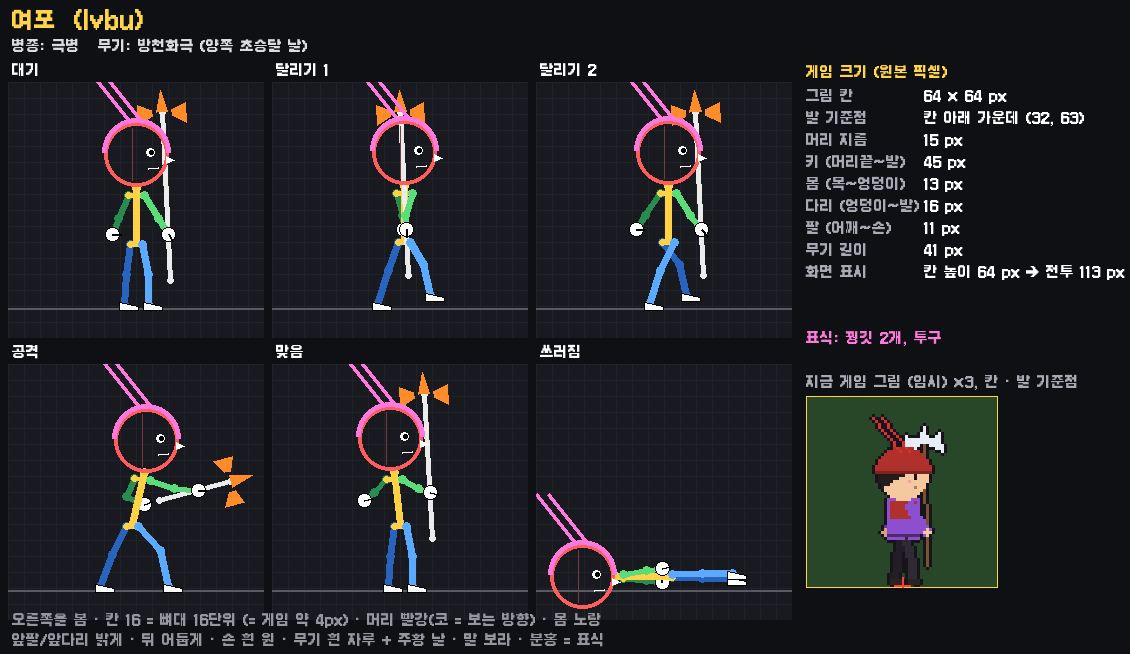 여포 (lvbu)
병종: 극병 무기: 방천화극 (양쪽 초승달 날)
대기
달리기 1
달리기 2
게임 크기 (원본 픽셀)
그림 칸 64 × 64 px
발 기준점 칸 아래 가운데 (32, 63)
머리 지름 15 px
키 (머리끝~발) 45 px
몸 (목~엉덩이) 13 px
다리 (엉덩이~발) 16 px
팔 (어깨~손) 11 px
무기 길이 41 px
화면 표시 칸 높이 64 px → 전투 113 px
표식: 꿩깃 2개, 투구
공격
맞음
쓰러짐
지금 게임 그림 (임시) ×3, 칸 · 발 기준점
오른쪽을 봄 · 칸 16 = 뼈대 16단위 (= 게임 약 4px) · 머리 빨강(코 = 보는 방향) · 몸 노랑
앞팔/앞다리 밝게 · 뒤 어둡게 · 손 흰 원 · 무기 흰 자루 + 주황 날 · 말 보라 · 분홍 = 표식